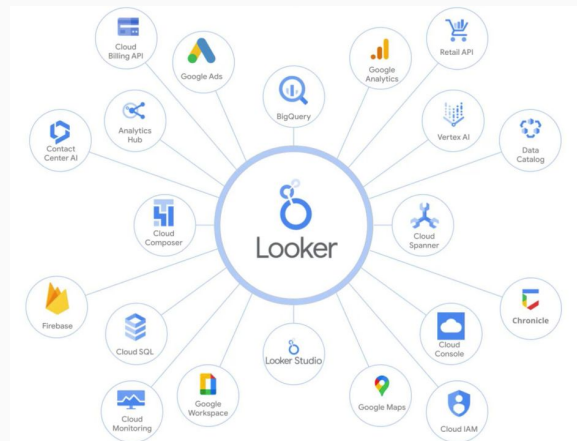 Cloud
Billing API
Google Ads
BigQuery
Google
Analytics
Retail API
Contact
Center AI
Analytics
Hub
Vertex AI
Data
Catalog
Cloud
Composer
Looker
Cloud
Spanner
Firebase
Cloud SQL
Looker Studio
Cloud
Console
Chronicle
Cloud
Monitoring
Google
Workspace
Google Maps
Cloud IAM